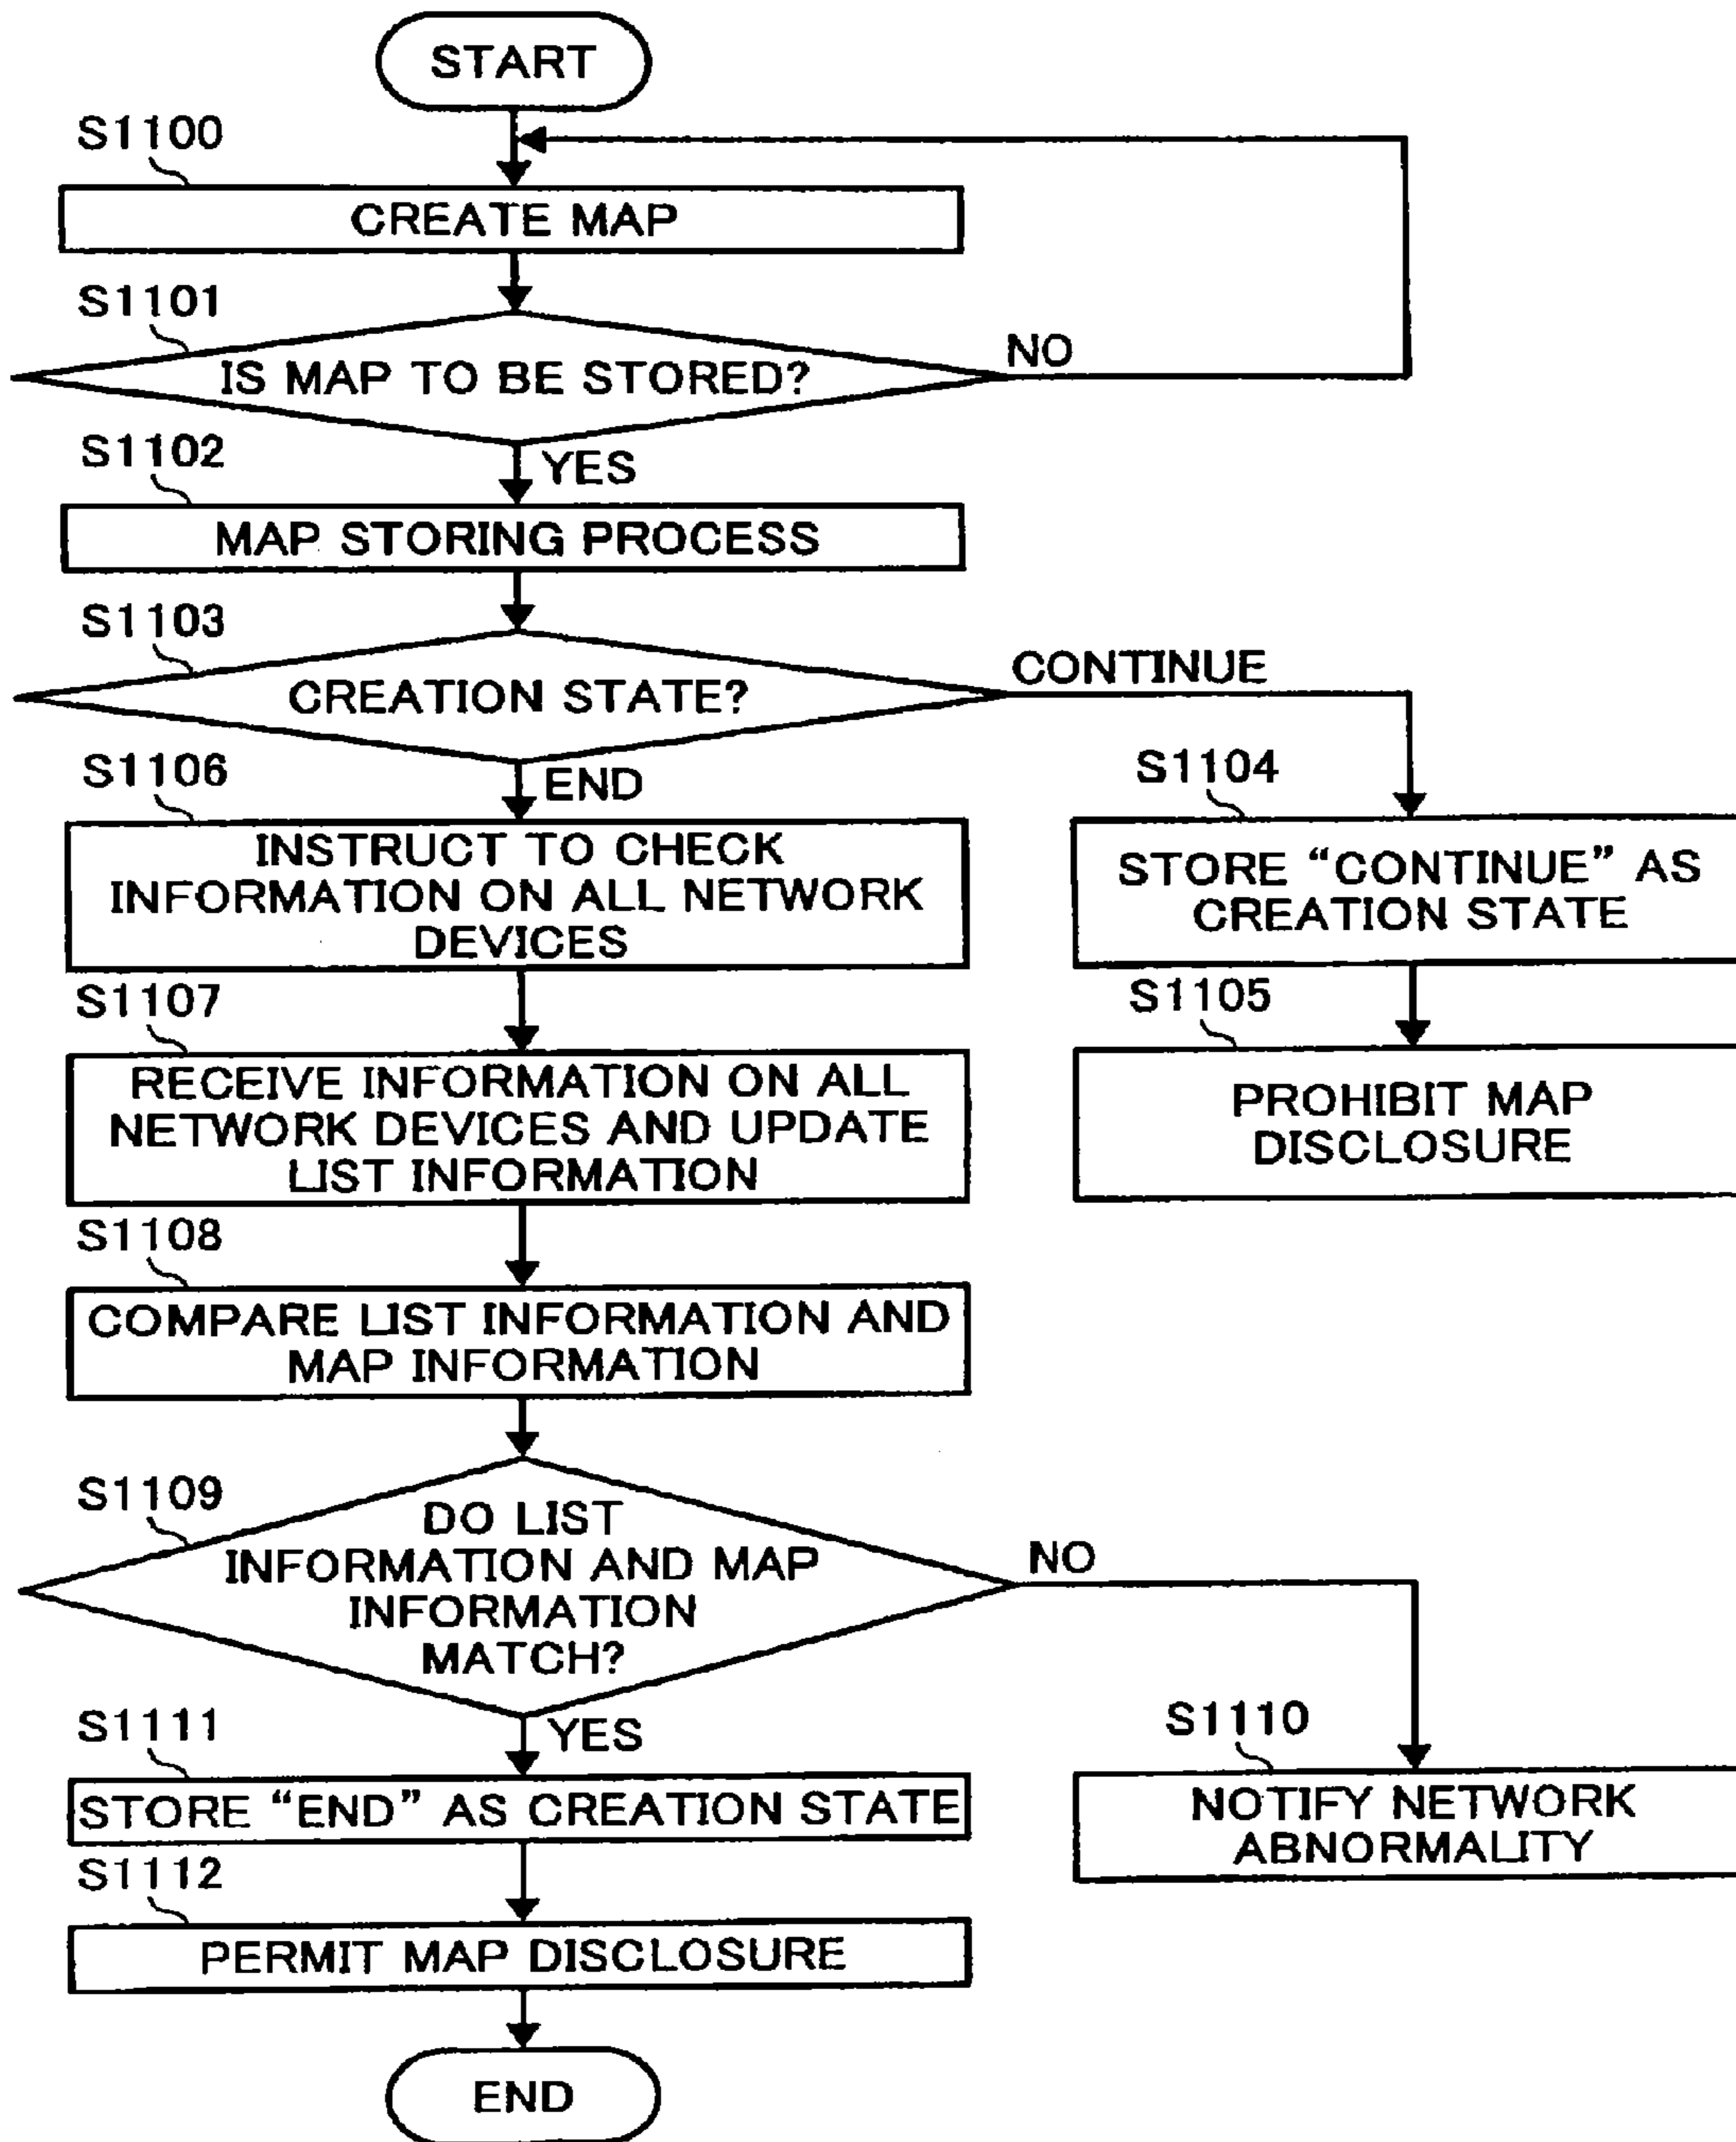 START
S1100
CREATE MAP
S1101
IS MAP TO BE STORED?
NO
S1102
YES
MAP STORING PROCESS
S1103
CREATION STATE?
CONTINUE
S1106
END
S1104
INSTRUCT TO CHECK
INFORMATION ON ALL NETWORK
DEVICES
STORE “CONTINUE” AS
CREATION STATE
S1107
S1105
RECEIVE INFORMATION ON ALL
NETWORK DEVICES AND UPDATE
LIST INFORMATION
PROHIBIT MAP
DISCLOSURE
S1108
COMPARE LIST INFORMATION AND
MAP INFORMATION
S1109
DO LIST
INFORMATION AND MAP
INFORMATION
MATCH?
NO
S1111
YES
S1110
STORE “END” AS CREATION STATE
NOTIFY NETWORK
ABNORMALITY
S1112
PERMIT MAP DISCLOSURE
END